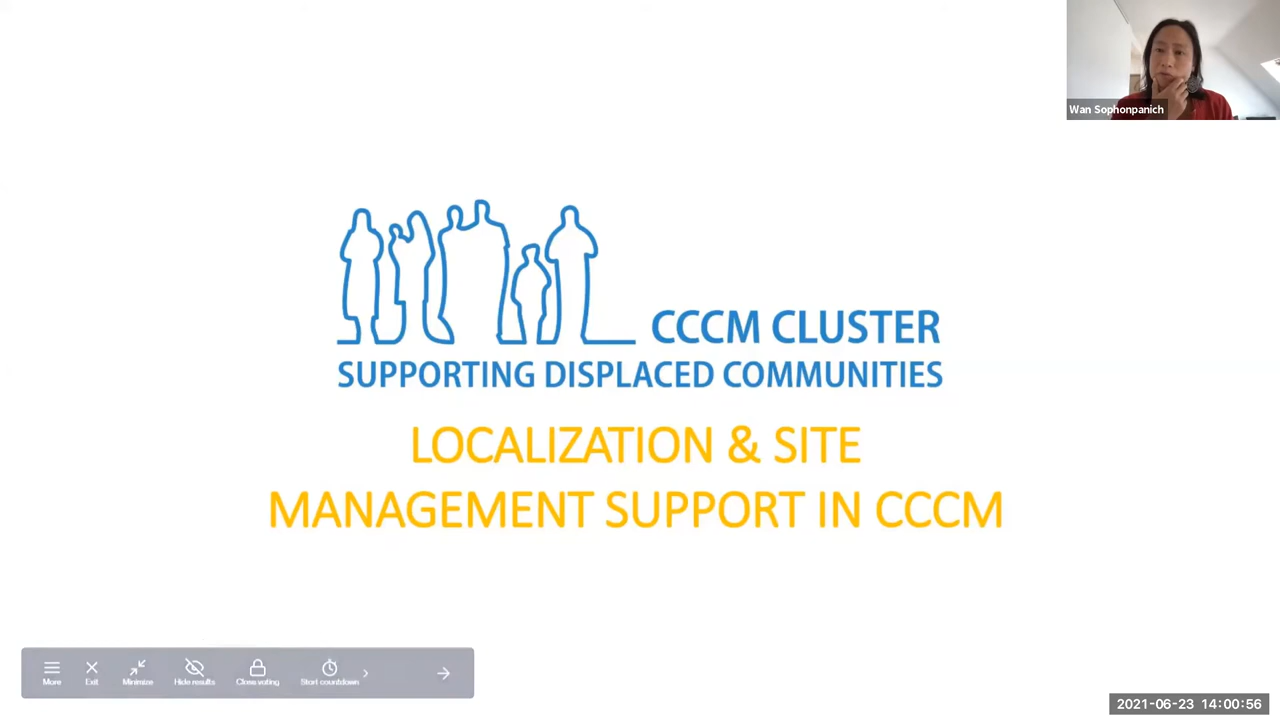 Wan Sophonpanich
CCCM CLUSTER
SUPPORTING DISPLACED COMMUNITIES
LOCALIZATION & SITE
MANAGEMENT SUPPORT IN CCCM
More
Exit
Minimize
Hide results
Close voting
Start countdown
2021-06-23 14:00:56